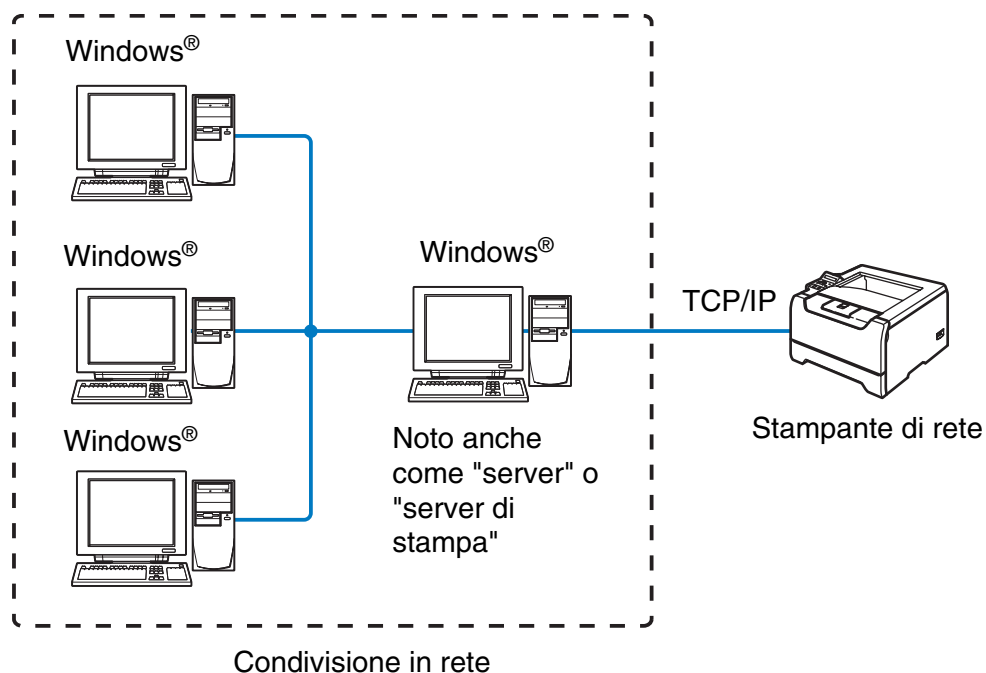 Windows®
Windows®
Windows®
TCP/IP
Stampante di rete
Windows®
Noto anche
come "server" o
"server di
stampa"
Condivisione in rete